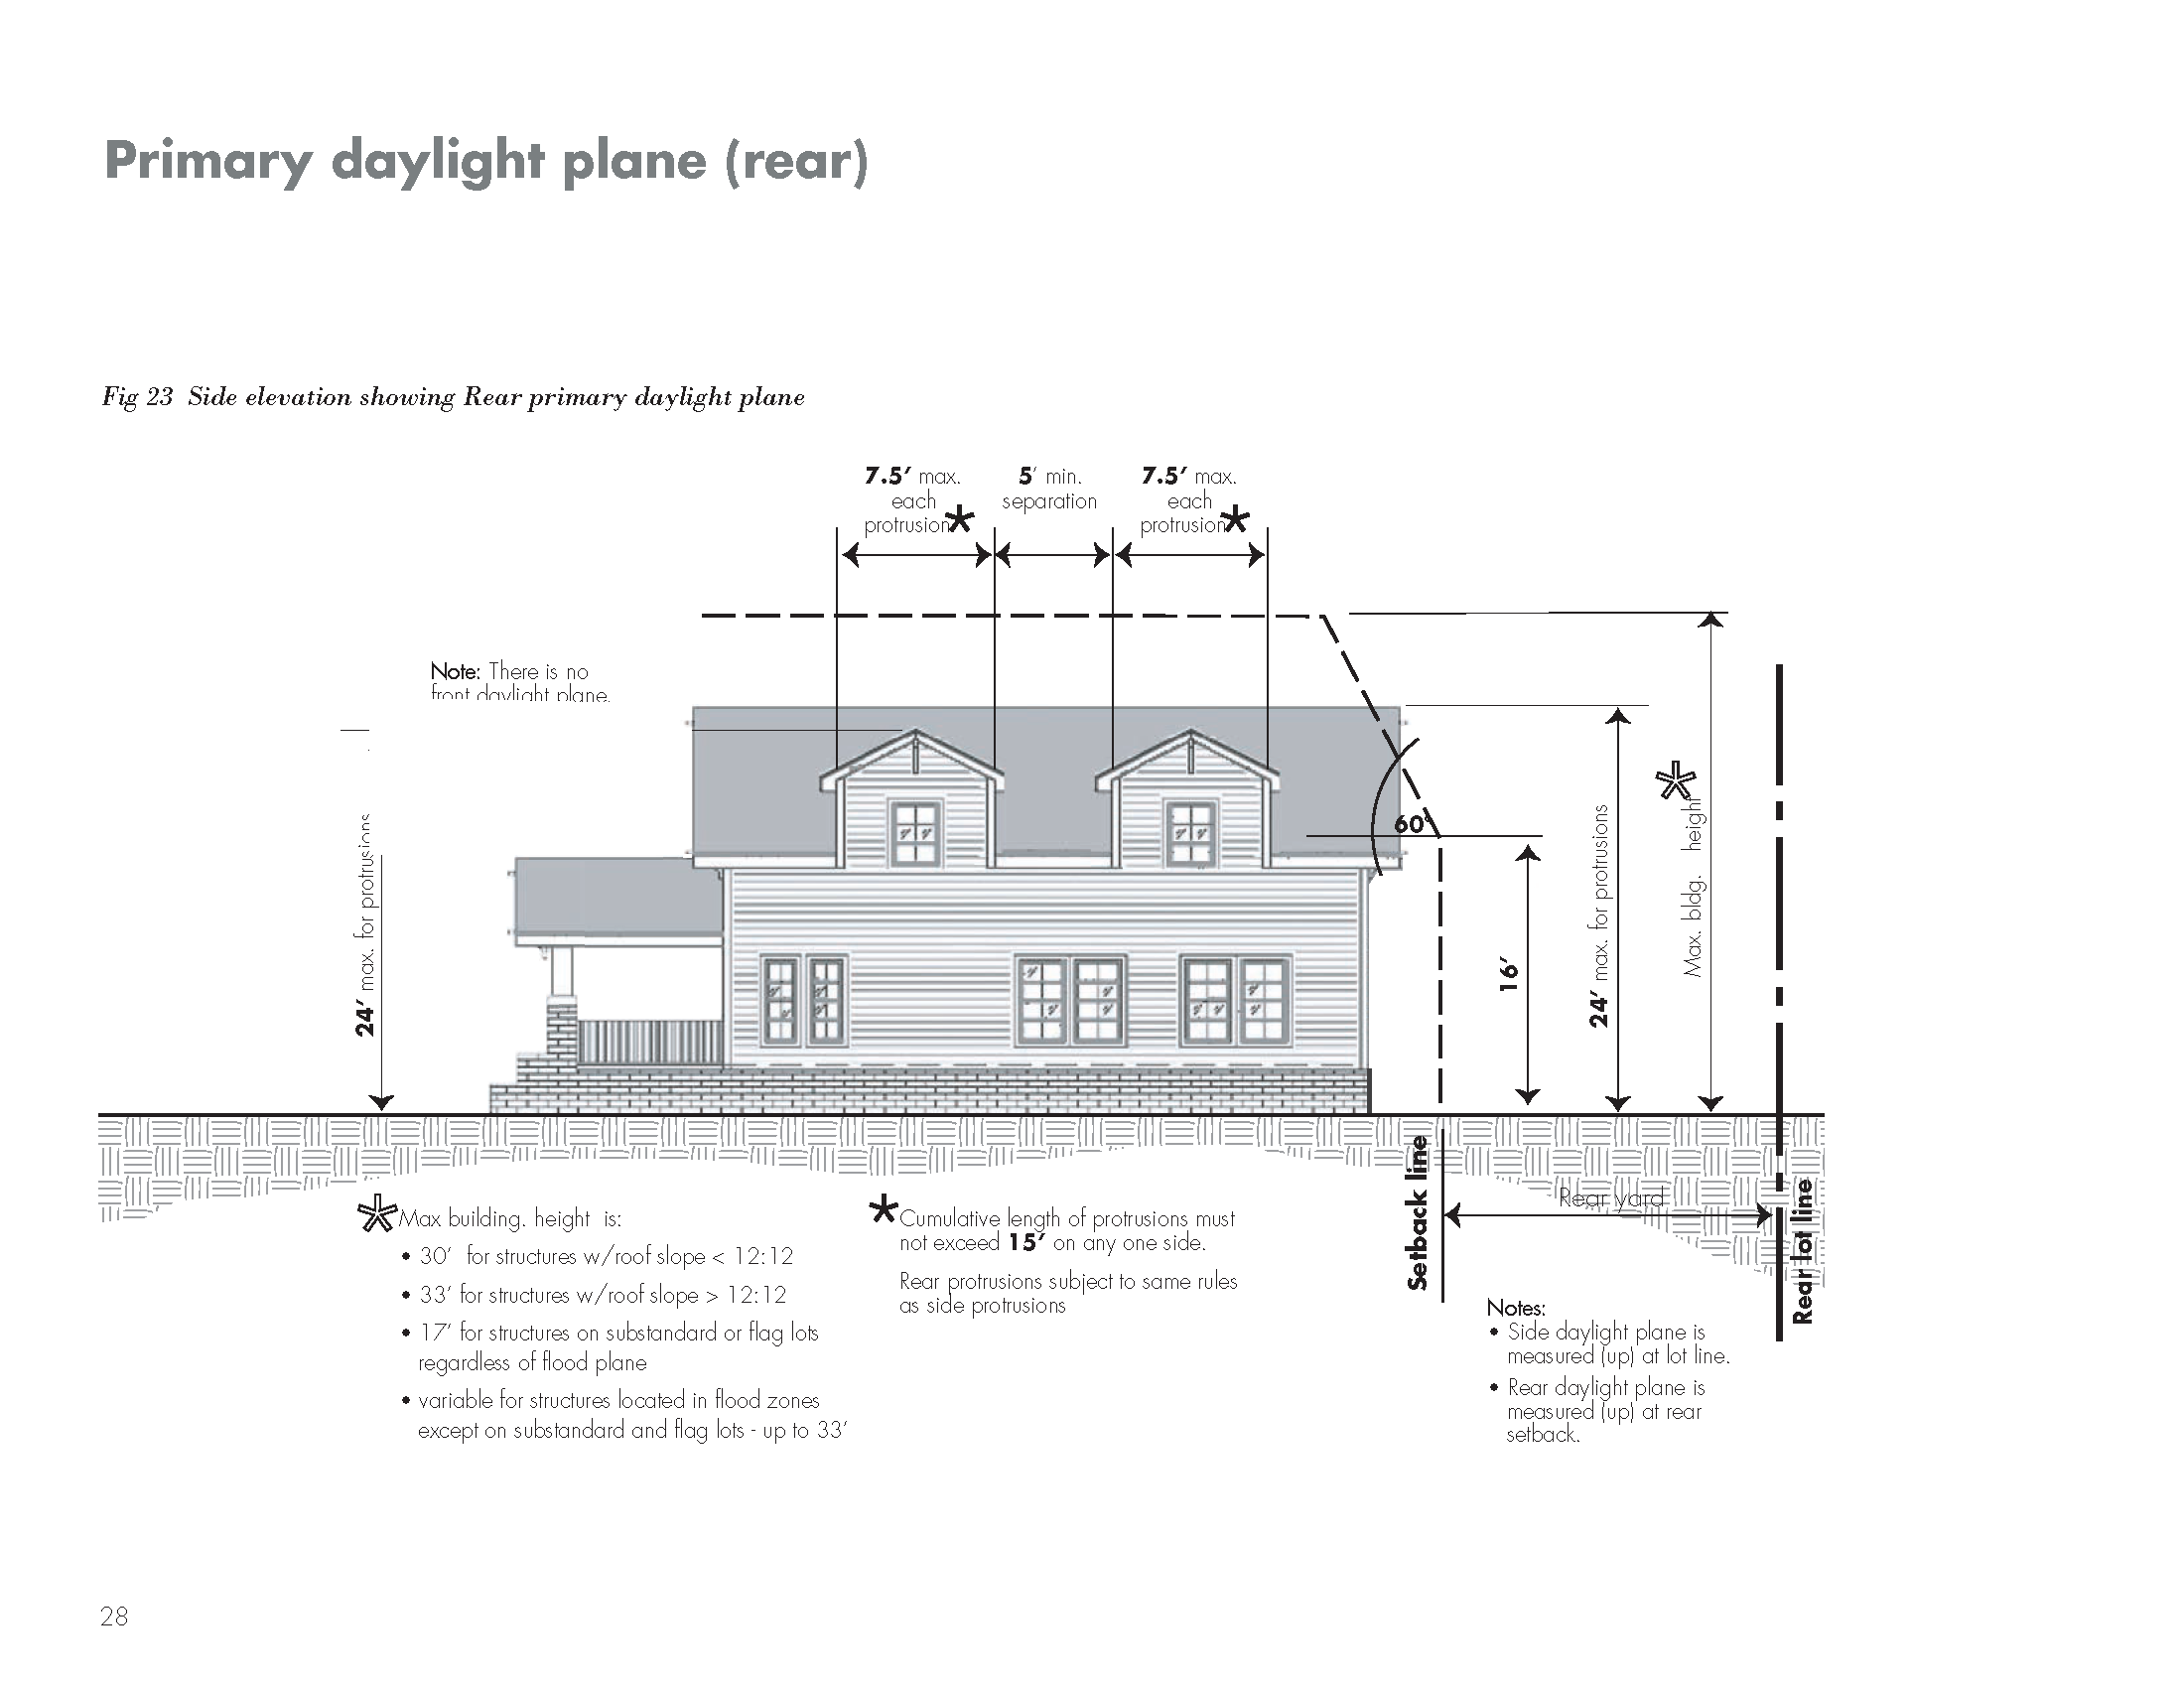 Primary daylight plane (rear)
Fig 23 Side elevation showing Rear primary daylight plane
7.5’ max.
each
protrusion*
5’ min.
separation
7.5’ max.
each
protrusion*
Note: There is no
front daylight plane.
24’ max. for protrusions
60°
16’
24’ max. for protrusions
Max. bldg. height
*
Setback line
Rear yard
Rear lot line
*Max building. height is:
• 30’ for structures w/roof slope < 12:12
• 33’ for structures w/roof slope > 12:12
• 17’ for structures on substandard or flag lots
regardless of flood plane
• variable for structures located in flood zones
except on substandard and flag lots - up to 33’
*Cumulative length of protrusions must
not exceed 15’ on any one side.
Rear protrusions subject to same rules
as side protrusions
Notes:
• Side daylight plane is
measured (up) at lot line.
• Rear daylight plane is
measured (up) at rear
setback.
28